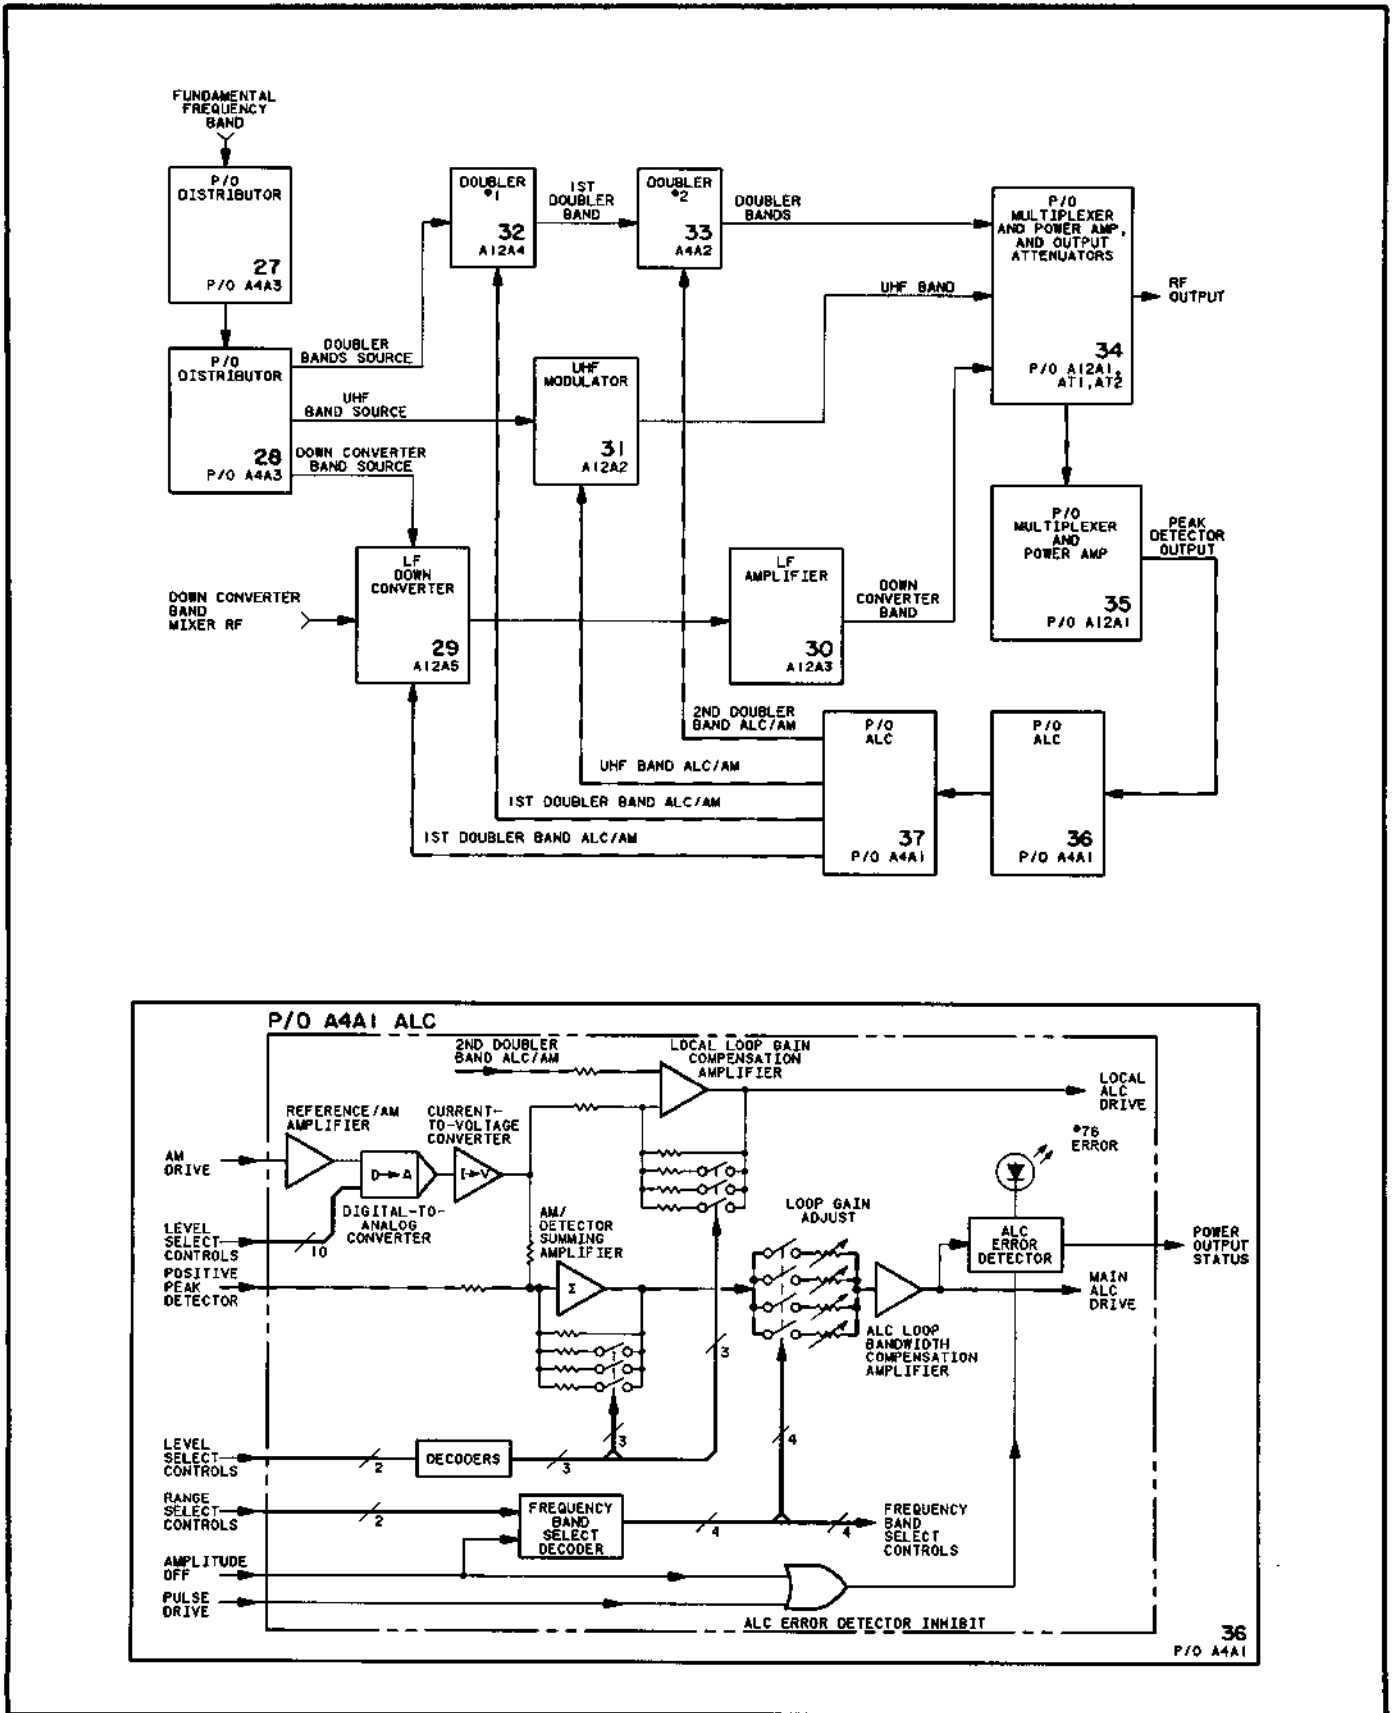 FUNDAMENTAL
FREQUENCY
BAND
P/O
DISTRIBUTOR
27
P/O A4A3
DOUBLER
#1
32
A12A4
1ST
DOUBLER
BAND
DOUBLER
#2
33
A4A2
DOUBLER
BANDS
P/O
MULTIPLEXER
AND POWER AMP,
AND OUTPUT
ATTENUATORS
34
P/O A12A1,
AT1,AT2
RF
OUTPUT
UHF BAND
P/O
DISTRIBUTOR
28
P/O A4A3
DOUBLER
BANDS SOURCE
UHF
BAND SOURCE
DOWN CONVERTER
BAND SOURCE
UHF
MODULATOR
31
A12A2
P/O
MULTIPLEXER
AND
POWER AMP
35
P/O A12A1
PEAK
DETECTOR
OUTPUT
DOWN CONVERTER
BAND
MIXER RF
LF
DOWN
CONVERTER
29
A12A5
LF
AMPLIFIER
30
A12A3
DOWN
CONVERTER
BAND
2ND DOUBLER
BAND ALC/AM
UHF BAND ALC/AM
1ST DOUBLER BAND ALC/AM
1ST DOUBLER BAND ALC/AM
P/O
ALC
37
P/O A4A1
P/O
ALC
36
P/O A4A1
P/O A4A1 ALC
2ND DOUBLER
BAND ALC/AM
LOCAL LOOP GAIN
COMPENSATION
AMPLIFIER
LOCAL
ALC
DRIVE
REFERENCE/AM
AMPLIFIER
CURRENT-
TO-VOLTAGE
CONVERTER
#76
ERROR
AM
DRIVE
D→A
I→V
DIGITAL-TO-
ANALOG
CONVERTER
AM/
DETECTOR
SUMMING
AMPLIFIER
LOOP GAIN
ADJUST
ALC
ERROR
DETECTOR
POWER
OUTPUT
STATUS
LEVEL
SELECT
CONTROLS
10
POSITIVE
PEAK
DETECTOR
Σ
MAIN
ALC
DRIVE
ALC LOOP
BANDWIDTH
COMPENSATION
AMPLIFIER
3
3
4
LEVEL
SELECT
CONTROLS
2
DECODERS
3
RANGE
SELECT
CONTROLS
2
FREQUENCY
BAND
SELECT
DECODER
4
4
FREQUENCY
BAND
SELECT
CONTROLS
AMPLITUDE
OFF
PULSE
DRIVE
ALC ERROR DETECTOR INHIBIT
36
P/O A4A1